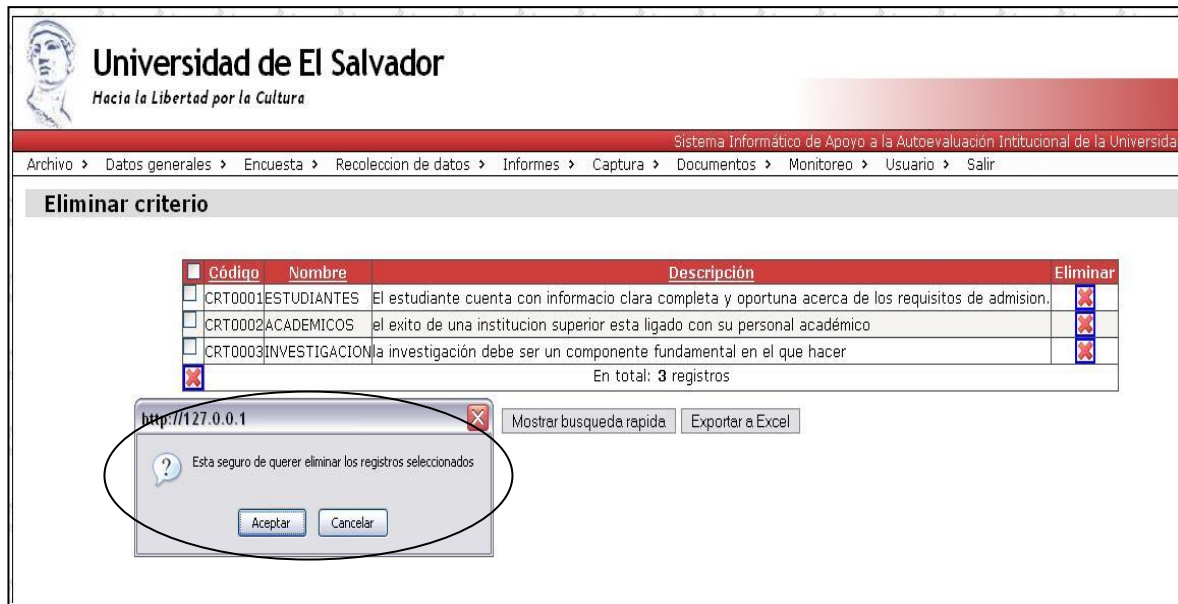 Universidad de El Salvador
Hacia la Libertad por la Cultura
Sistema Informático de Apoyo a la Autoevaluación Intitucional de la Universida
Archivo > Datos generales > Encuesta > Recoleccion de datos > Informes > Captura > Documentos > Monitoreo > Usuario > Salir
Eliminar criterio
Código Nombre Descripción Eliminar
CRT0001 ESTUDIANTES El estudiante cuenta con informacio clara completa y oportuna acerca de los requisitos de admision.
CRT0002 ACADEMICOS el exito de una institucion superior esta ligado con su personal académico
CRT0003 INVESTIGACION la investigación debe ser un componente fundamental en el que hacer
En total: 3 registros
http://127.0.0.1
Mostrar busqueda rapida Exportar a Excel
Esta seguro de querer eliminar los registros seleccionados
Aceptar Cancelar